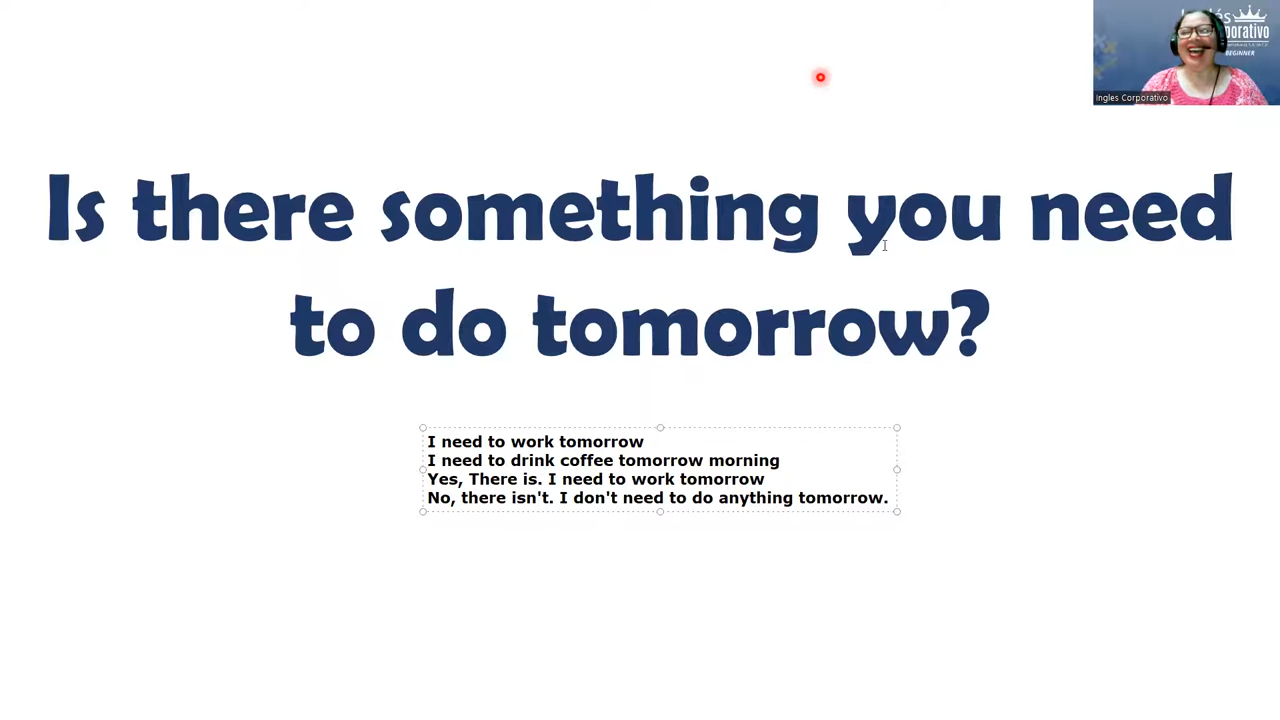 Is there something you need
to do tomorrow?
I need to work tomorrow
I need to drink coffee tomorrow morning
Yes, There is. I need to work tomorrow
No, there isn't. I don't need to do anything tomorrow.
BEGINNER
Ingles Corporativo